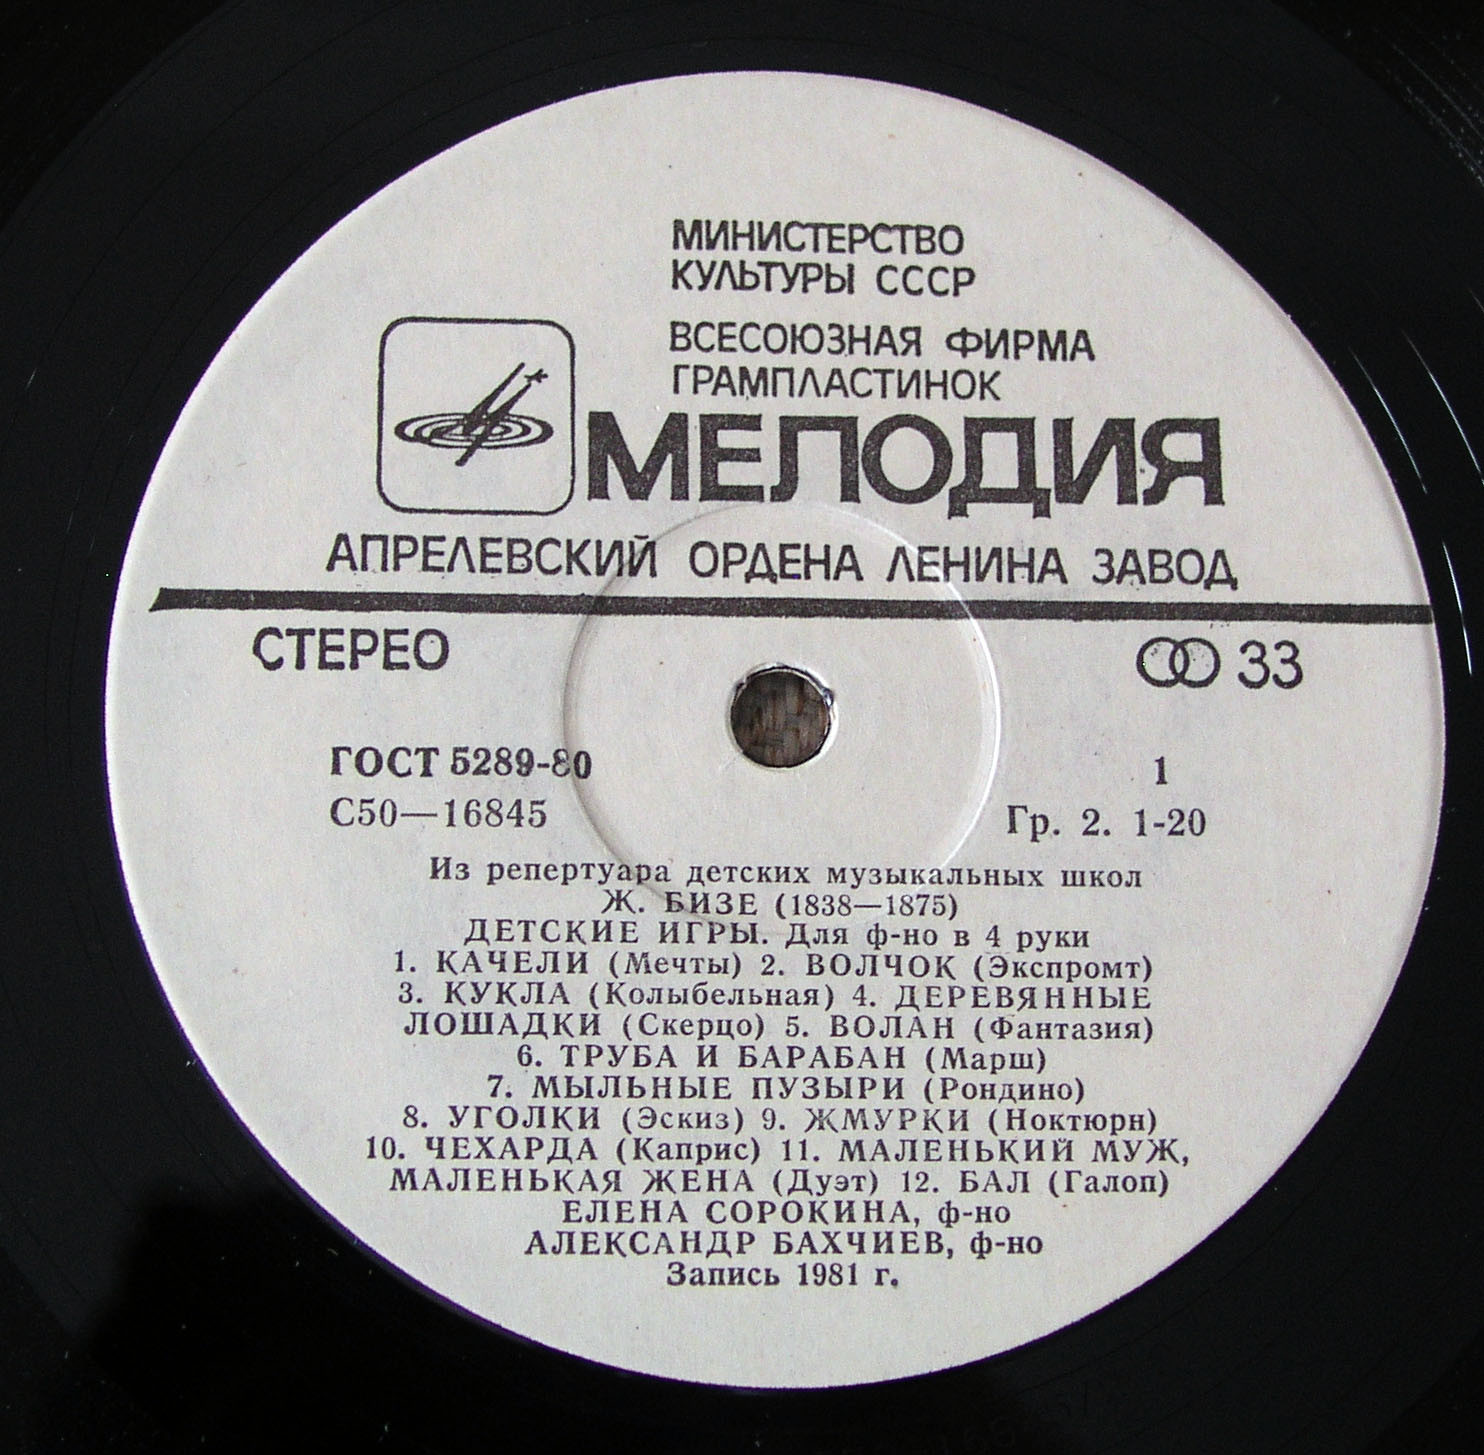 МИНИСТЕРСТВО
КУЛЬТУРЫ СССР
ВСЕСОЮЗНАЯ ФИРМА
ГРАМПЛАСТИНОК
МЕЛОДИЯ
АПРЕЛЕВСКИЙ ОРДЕНА ЛЕНИНА ЗАВОД
СТЕРЕО 33
ГОСТ 5289-80 1
С50—16845 Гр. 2. 1-20
Из репертуара детских музыкальных школ
Ж. БИЗЕ (1838—1875)
ДЕТСКИЕ ИГРЫ. Для ф-но в 4 руки
1. КАЧЕЛИ (Мечты) 2. ВОЛЧОК (Экспромт)
3. КУКЛА (Колыбельная) 4. ДЕРЕВЯННЫЕ
ЛОШАДКИ (Скерцо) 5. ВОЛАН (Фантазия)
6. ТРУБА И БАРАБАН (Марш)
7. МЫЛЬНЫЕ ПУЗЫРИ (Рондино)
8. УГОЛКИ (Эскиз) 9. ЖМУРКИ (Ноктюрн)
10. ЧЕХАРДА (Каприс) 11. МАЛЕНЬКИЙ МУЖ,
МАЛЕНЬКАЯ ЖЕНА (Дуэт) 12. БАЛ (Галоп)
ЕЛЕНА СОРОКИНА, ф-но
АЛЕКСАНДР БАХЧИЕВ, ф-но
Запись 1981 г.